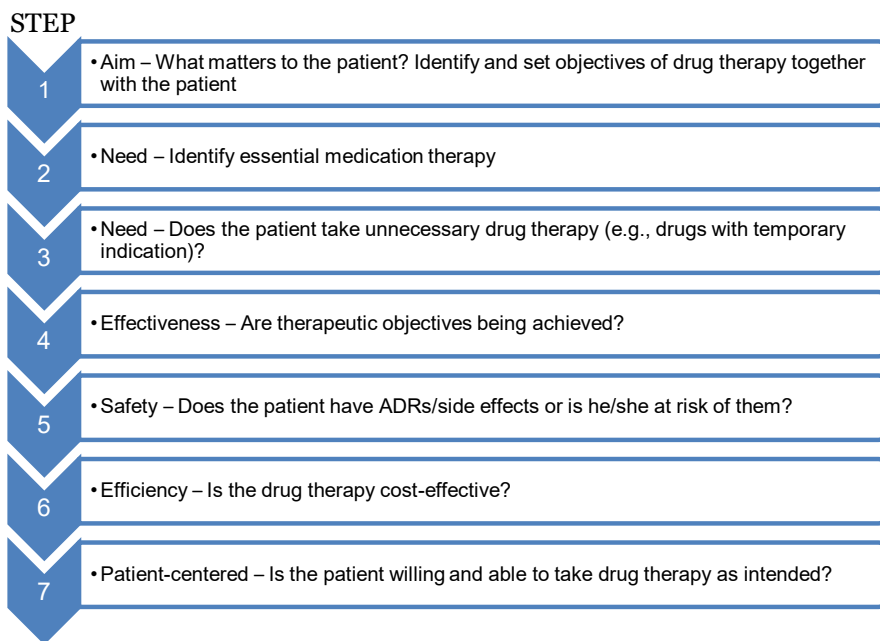 STEP
1
• Aim – What matters to the patient? Identify and set objectives of drug therapy together
with the patient
2
• Need – Identify essential medication therapy
3
• Need – Does the patient take unnecessary drug therapy (e.g., drugs with temporary
indication)?
4
• Effectiveness – Are therapeutic objectives being achieved?
5
• Safety – Does the patient have ADRs/side effects or is he/she at risk of them?
6
• Efficiency – Is the drug therapy cost-effective?
7
• Patient-centered – Is the patient willing and able to take drug therapy as intended?